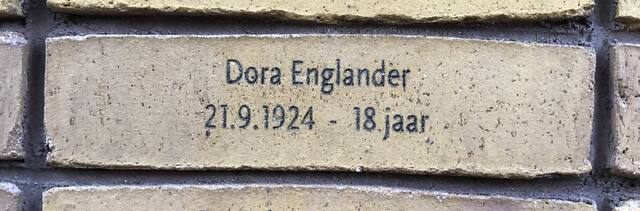 Dora Englander
21.9.1924 - 18 jaar